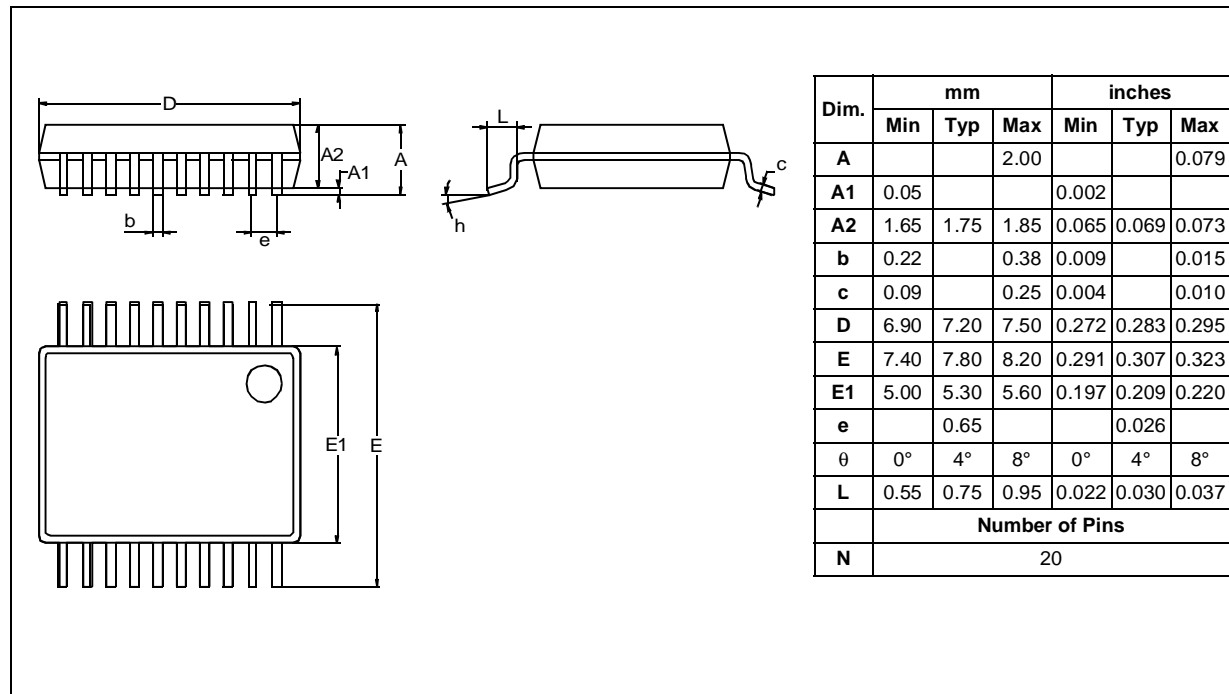 D
A2
A
A1
b
e
L
c
h
E1
E
Dim. mm inches
Min Typ Max Min Typ Max
A 2.00 0.079
A1 0.05 0.002
A2 1.65 1.75 1.85 0.065 0.069 0.073
b 0.22 0.38 0.009 0.015
c 0.09 0.25 0.004 0.010
D 6.90 7.20 7.50 0.272 0.283 0.295
E 7.40 7.80 8.20 0.291 0.307 0.323
E1 5.00 5.30 5.60 0.197 0.209 0.220
e 0.65 0.026
θ 0° 4° 8° 0° 4° 8°
L 0.55 0.75 0.95 0.022 0.030 0.037
Number of Pins
N 20